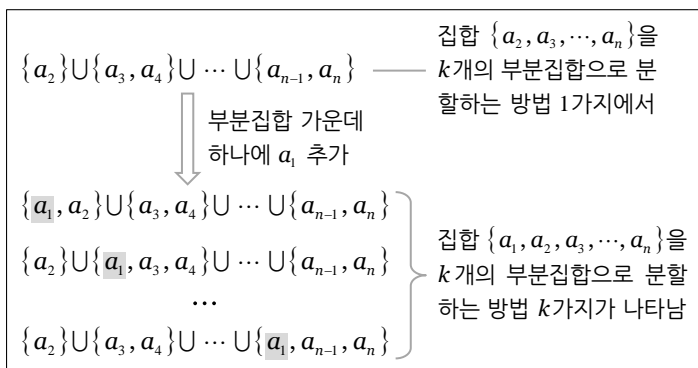 {a₂}∪{a₃, a₄}∪ ⋯ ∪{aₙ₋₁, aₙ}
집합 {a₂, a₃, ⋯, aₙ}을
k개의 부분집합으로 분
할하는 방법 1가지에서
부분집합 가운데
하나에 a₁ 추가
{a₁, a₂}∪{a₃, a₄}∪ ⋯ ∪{aₙ₋₁, aₙ}
{a₂}∪{a₁, a₃, a₄}∪ ⋯ ∪{aₙ₋₁, aₙ}
⋯
{a₂}∪{a₃, a₄}∪ ⋯ ∪{a₁, aₙ₋₁, aₙ}
집합 {a₁, a₂, a₃, ⋯, aₙ}을
k개의 부분집합으로 분할
하는 방법 k가지가 나타남